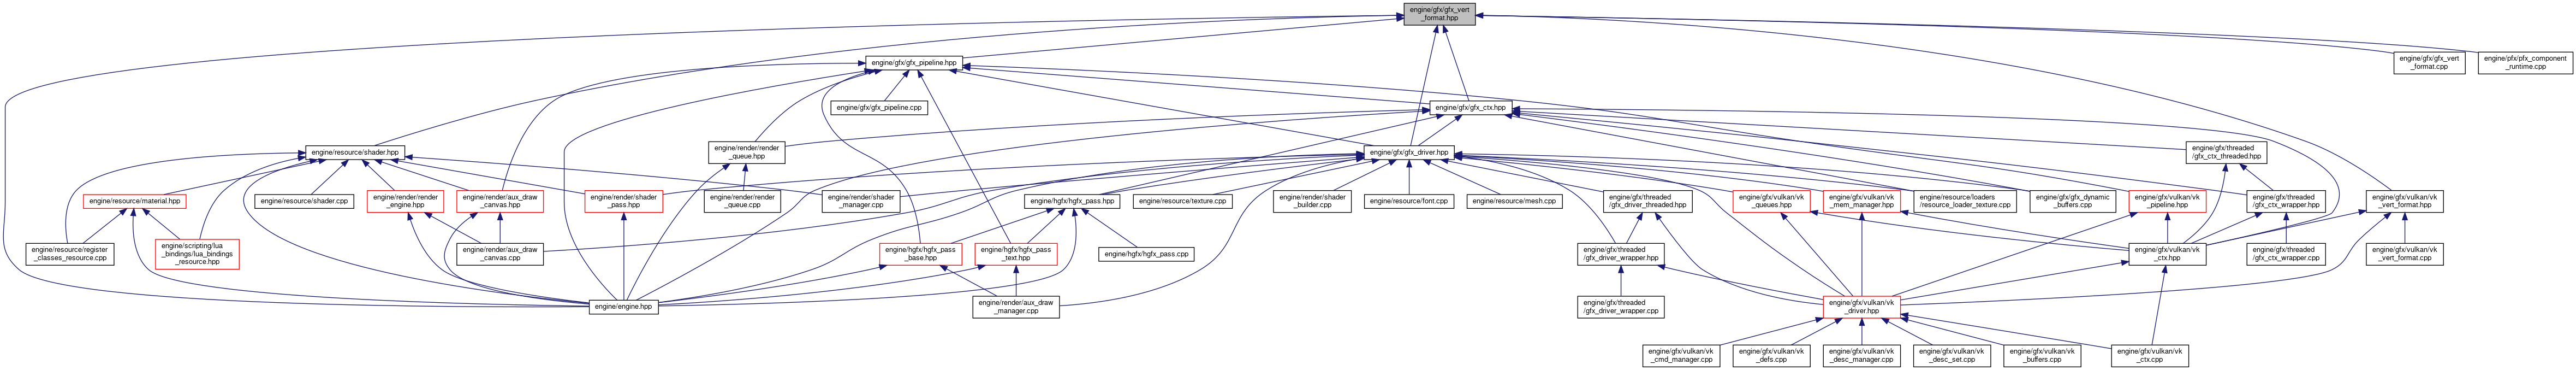 engine/gfx/gfx_vert
_format.hpp
engine/gfx/gfx_pipeline.hpp
engine/gfx/gfx_vert
_format.cpp
engine/pfx/pfx_component
_runtime.cpp
engine/gfx/gfx_pipeline.cpp
engine/gfx/gfx_ctx.hpp
engine/resource/shader.hpp
engine/render/render
_queue.hpp
engine/gfx/gfx_driver.hpp
engine/gfx/threaded
/gfx_ctx_threaded.hpp
engine/resource/material.hpp
engine/resource/shader.cpp
engine/render/render
_engine.hpp
engine/render/aux_draw
_canvas.hpp
engine/render/shader
_pass.hpp
engine/render/render
_queue.cpp
engine/render/shader
_manager.cpp
engine/hgfx/hgfx_pass.hpp
engine/resource/texture.cpp
engine/render/shader
_builder.cpp
engine/resource/font.cpp
engine/resource/mesh.cpp
engine/gfx/threaded
/gfx_driver_threaded.hpp
engine/gfx/vulkan/vk
_queues.hpp
engine/gfx/vulkan/vk
_mem_manager.hpp
engine/resource/loaders
/resource_loader_texture.cpp
engine/gfx/gfx_dynamic
_buffers.cpp
engine/gfx/vulkan/vk
_pipeline.hpp
engine/gfx/threaded
/gfx_ctx_wrapper.hpp
engine/gfx/vulkan/vk
_vert_format.hpp
engine/resource/register
_classes_resource.cpp
engine/scripting/lua
_bindings/lua_bindings
_resource.hpp
engine/render/aux_draw
_canvas.cpp
engine/hgfx/hgfx_pass
_base.hpp
engine/hgfx/hgfx_pass
_text.hpp
engine/hgfx/hgfx_pass.cpp
engine/gfx/threaded
/gfx_driver_wrapper.hpp
engine/gfx/vulkan/vk
_ctx.hpp
engine/gfx/threaded
/gfx_ctx_wrapper.cpp
engine/gfx/vulkan/vk
_vert_format.cpp
engine/engine.hpp
engine/render/aux_draw
_manager.cpp
engine/gfx/threaded
/gfx_driver_wrapper.cpp
engine/gfx/vulkan/vk
_driver.hpp
engine/gfx/vulkan/vk
_cmd_manager.cpp
engine/gfx/vulkan/vk
_defs.cpp
engine/gfx/vulkan/vk
_desc_manager.cpp
engine/gfx/vulkan/vk
_desc_set.cpp
engine/gfx/vulkan/vk
_buffers.cpp
engine/gfx/vulkan/vk
_ctx.cpp